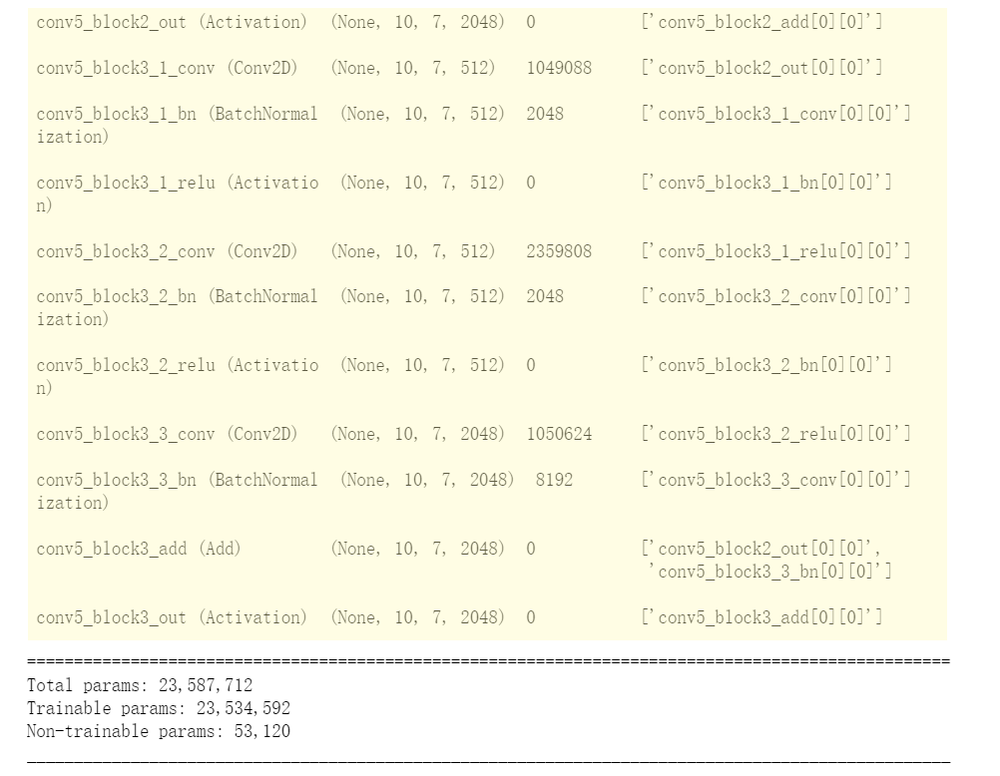 conv5_block2_out (Activation)  (None, 10, 7, 2048)  0           ['conv5_block2_add[0][0]']
conv5_block3_1_conv (Conv2D)   (None, 10, 7, 512)   1049088     ['conv5_block2_out[0][0]']
conv5_block3_1_bn (BatchNormal  (None, 10, 7, 512)  2048        ['conv5_block3_1_conv[0][0]']
ization)
conv5_block3_1_relu (Activatio  (None, 10, 7, 512)  0           ['conv5_block3_1_bn[0][0]']
n)
conv5_block3_2_conv (Conv2D)   (None, 10, 7, 512)   2359808     ['conv5_block3_1_relu[0][0]']
conv5_block3_2_bn (BatchNormal  (None, 10, 7, 512)  2048        ['conv5_block3_2_conv[0][0]']
ization)
conv5_block3_2_relu (Activatio  (None, 10, 7, 512)  0           ['conv5_block3_2_bn[0][0]']
n)
conv5_block3_3_conv (Conv2D)   (None, 10, 7, 2048)  1050624     ['conv5_block3_2_relu[0][0]']
conv5_block3_3_bn (BatchNormal  (None, 10, 7, 2048)  8192       ['conv5_block3_3_conv[0][0]']
ization)
conv5_block3_add (Add)         (None, 10, 7, 2048)  0           ['conv5_block2_out[0][0]',
'conv5_block3_3_bn[0][0]']
conv5_block3_out (Activation)  (None, 10, 7, 2048)  0           ['conv5_block3_add[0][0]']
==================================================================================================
Total params: 23,587,712
Trainable params: 23,534,592
Non-trainable params: 53,120
__________________________________________________________________________________________________